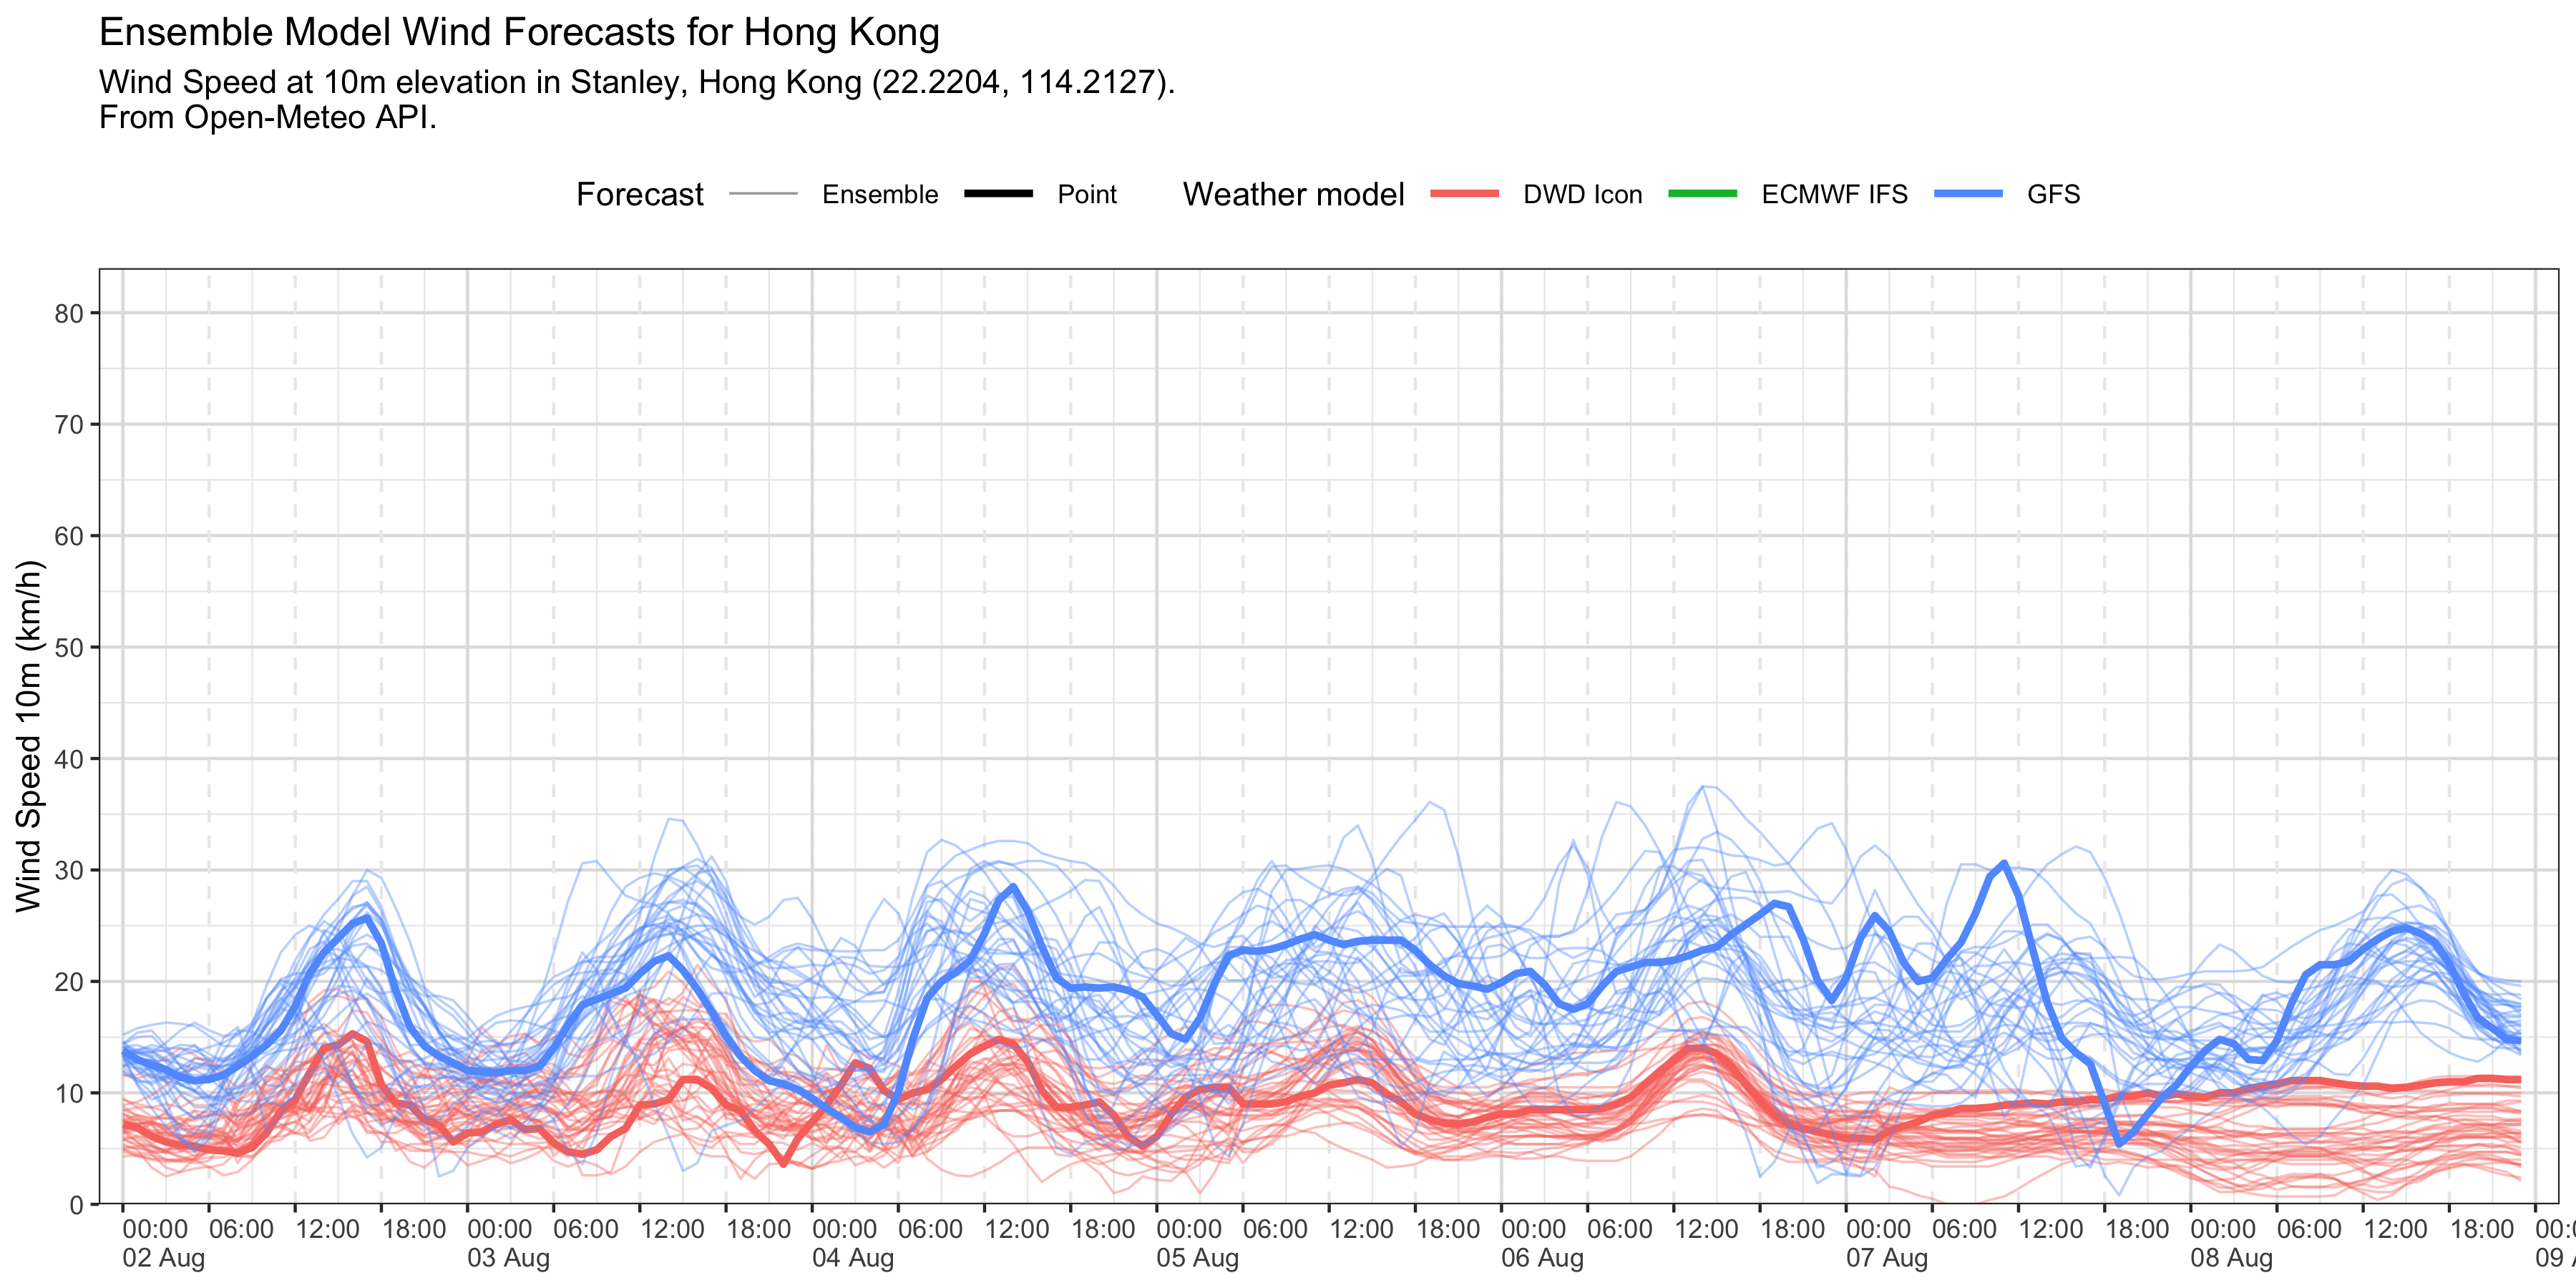 Ensemble Model Wind Forecasts for Hong Kong
Wind Speed at 10m elevation in Stanley, Hong Kong (22.2204, 114.2127).
From Open-Meteo API.
Forecast Ensemble Point Weather model DWD Icon ECMWF IFS GFS
Wind Speed 10m (km/h)
80
70
60
50
40
30
20
10
0
00:00 06:00 12:00 18:00 00:00 06:00 12:00 18:00 00:00 06:00 12:00 18:00 00:00 06:00 12:00 18:00 00:00 06:00 12:00 18:00 00:00 06:00 12:00 18:00 00:00 06:00 12:00 18:00
02 Aug 03 Aug 04 Aug 05 Aug 06 Aug 07 Aug 08 Aug 09